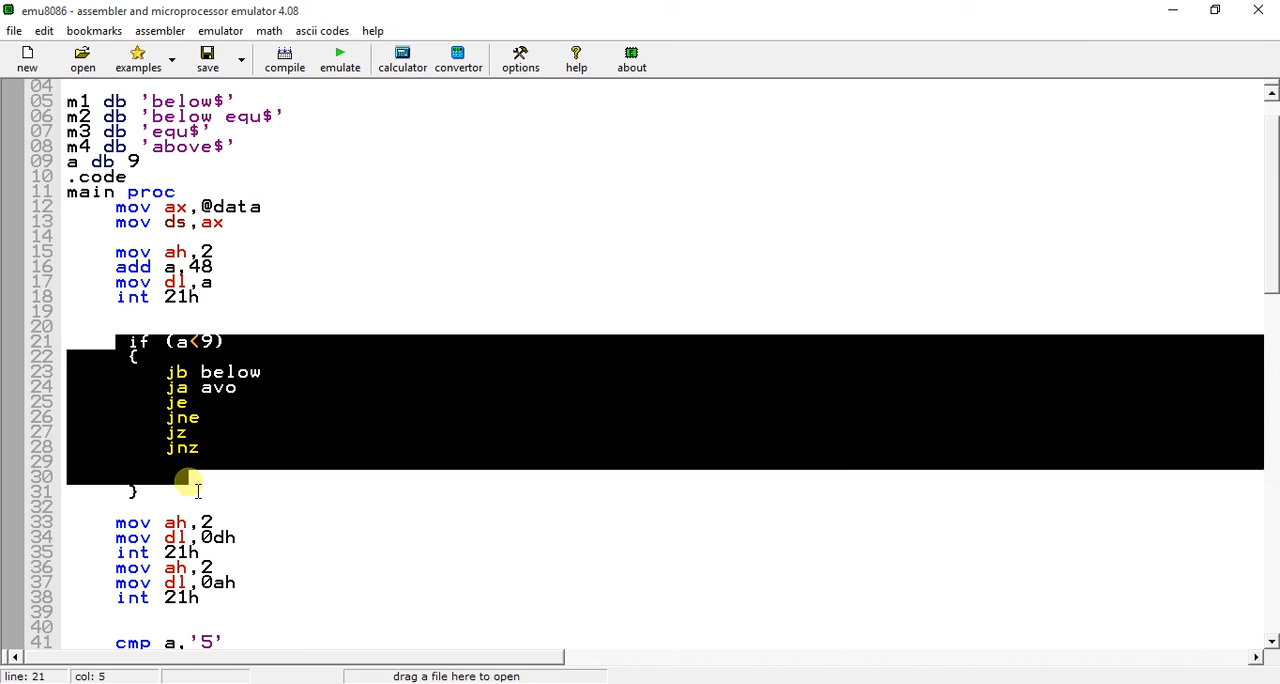 emu8086 - assembler and microprocessor emulator 4.08
file edit bookmarks assembler emulator math ascii codes help
new open examples save compile emulate calculator convertor options help about
04
05 m1 db 'below$'
06 m2 db 'below equ$'
07 m3 db 'equ$'
08 m4 db 'above$'
09 a db 9
10 .code
11 main proc
12 mov ax,@data
13 mov ds,ax
14
15 mov ah,2
16 add a,48
17 mov dl,a
18 int 21h
19
20
21 if (a<9)
22 {
23 jb below
24 ja avo
25 je
26 jne
27 jz
28 jnz
29
30
31 }
32
33 mov ah,2
34 mov dl,0dh
35 int 21h
36 mov ah,2
37 mov dl,0ah
38 int 21h
39
40
41 cmp a,'5'
line: 21 col: 5 drag a file here to open